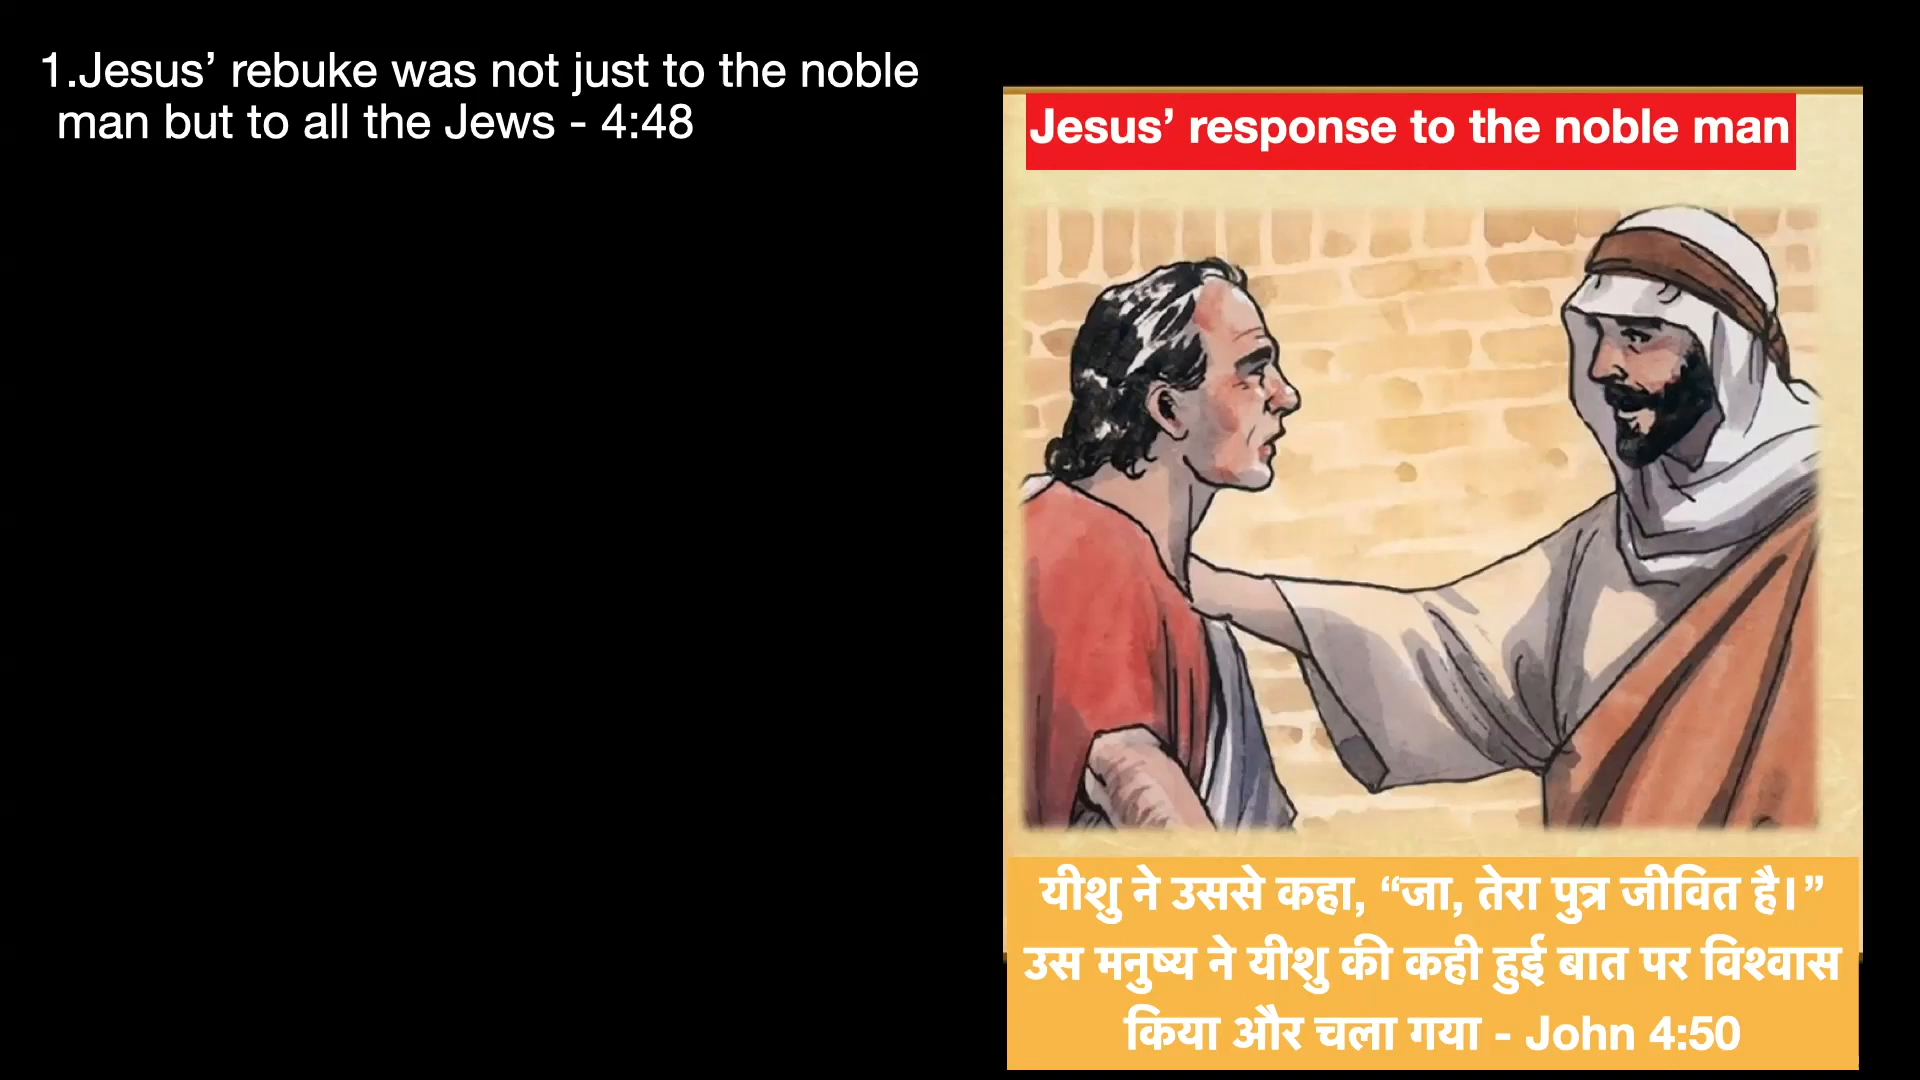 1.Jesus’ rebuke was not just to the noble
man but to all the Jews - 4:48
Jesus’ response to the noble man
यीशु ने उससे कहा, “जा, तेरा पुत्र जीवित है।”
उस मनुष्य ने यीशु की कही हुई बात पर विश्वास
किया और चला गया - John 4:50